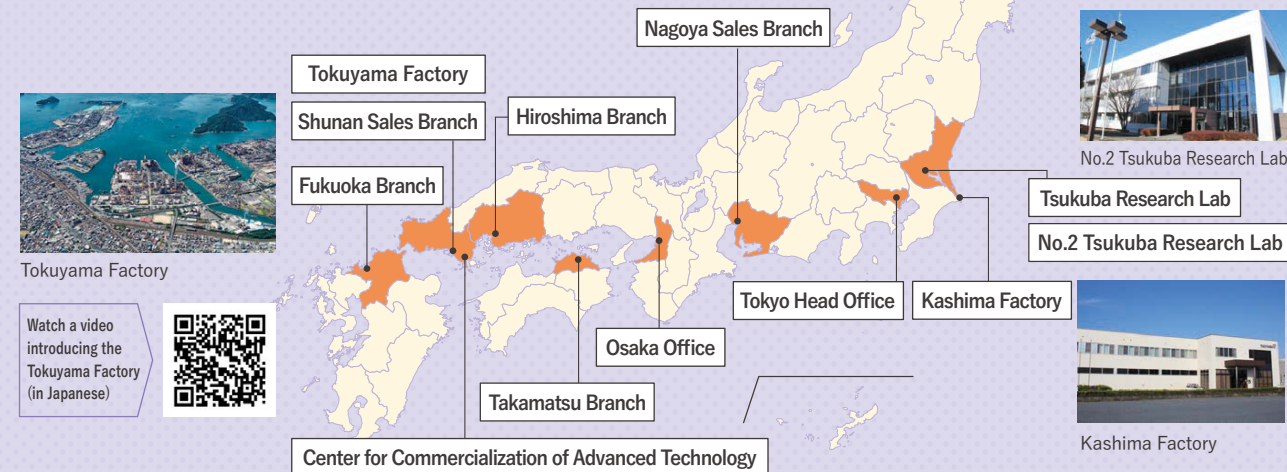 Nagoya Sales Branch
Tokuyama Factory
Shunan Sales Branch
Hiroshima Branch
Fukuoka Branch
No.2 Tsukuba Research Lab
Tsukuba Research Lab
No.2 Tsukuba Research Lab
Tokuyama Factory
Tokyo Head Office
Kashima Factory
Watch a video
introducing the
Tokuyama Factory
(in Japanese)
Osaka Office
Takamatsu Branch
Kashima Factory
Center for Commercialization of Advanced Technology